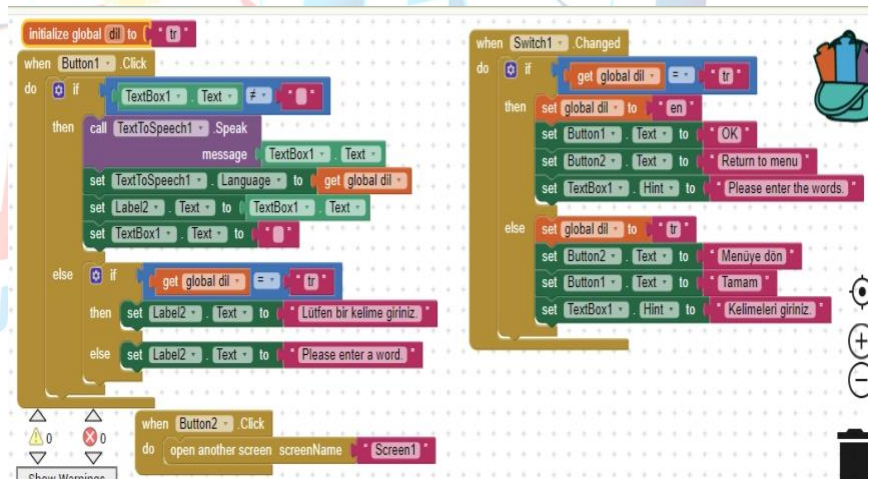 initialize global dil to " tr "
when Button1 .Click
do if TextBox1 . Text ≠ " "
then call TextToSpeech1 .Speak
message TextBox1 . Text
set TextToSpeech1 . Language to get global dil
set Label2 . Text to TextBox1 . Text
set TextBox1 . Text to " "
else if get global dil = " tr "
then set Label2 . Text to " Lütfen bir kelime giriniz. "
else set Label2 . Text to " Please enter a word. "
when Button2 .Click
do open another screen screenName " Screen1 "
0 0
Show Warnings
when Switch1 .Changed
do if get global dil = " tr "
then set global dil to " en "
set Button1 . Text to " OK "
set Button2 . Text to " Return to menu "
set TextBox1 . Hint to " Please enter the words. "
else set global dil to " tr "
set Button2 . Text to " Menüye dön "
set Button1 . Text to " Tamam "
set TextBox1 . Hint to " Kelimeleri giriniz. "